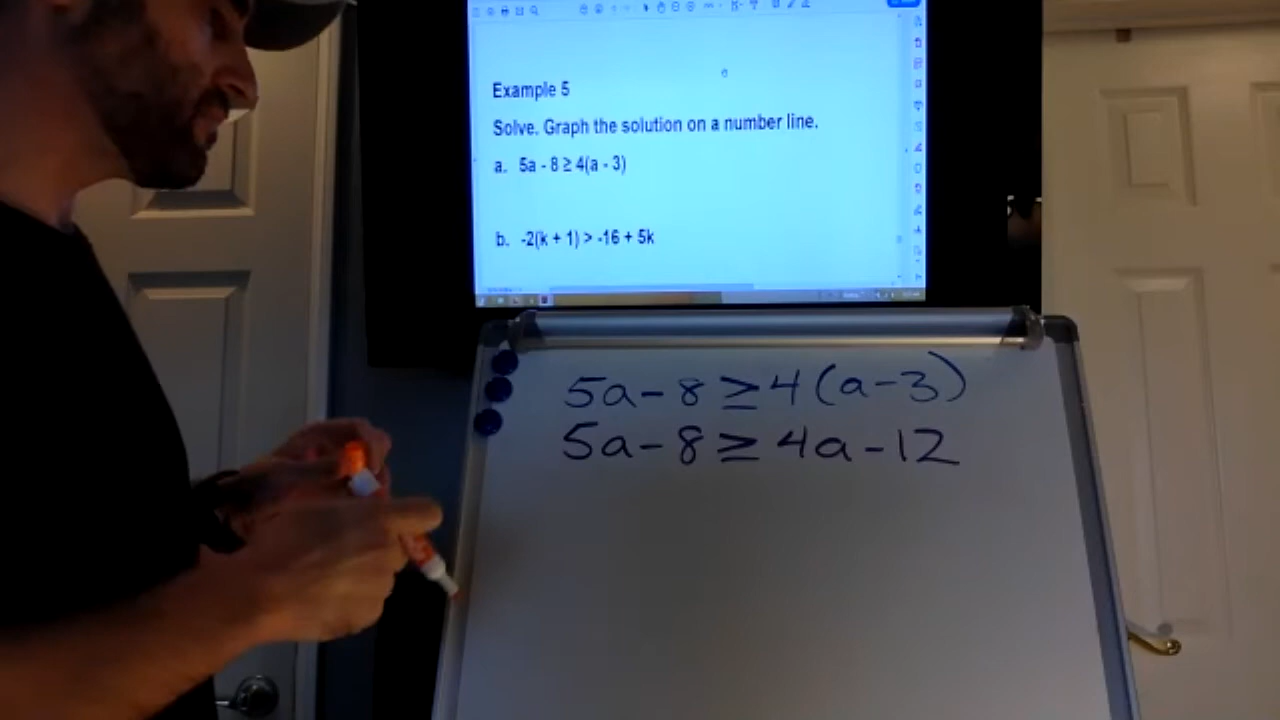 Example 5
Solve. Graph the solution on a number line.
a. 5a - 8 ≥ 4(a - 3)
b. -2(k + 1) > -16 + 5k
5a-8≥4(a-3)
5a-8≥4a-12